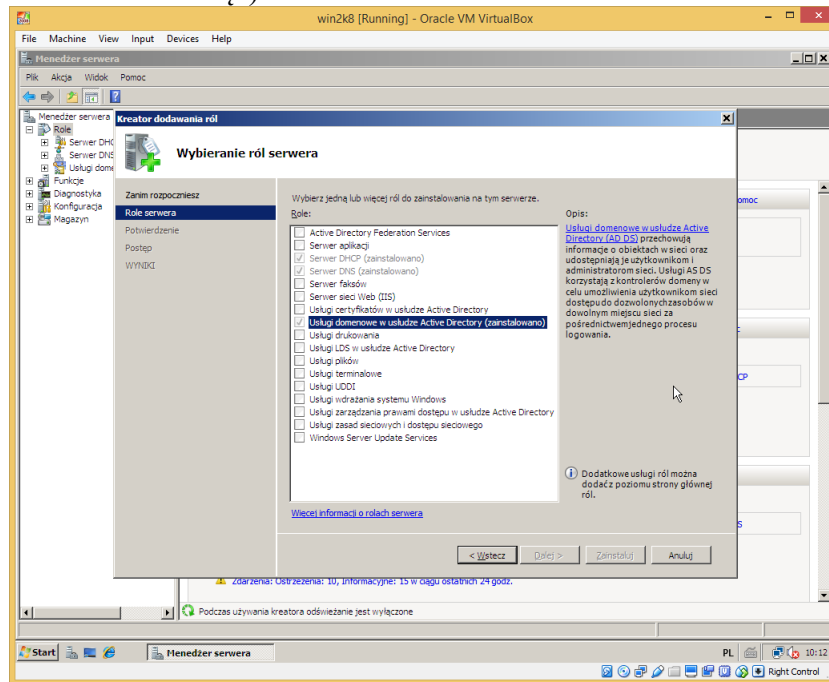 win2k8 [Running] - Oracle VM VirtualBox
File Machine View Input Devices Help
Menedżer serwera
Plik Akcja Widok Pomoc
Menedżer serwera
Role
Serwer DHC
Serwer DNS
Usługi dome
Funkcje
Diagnostyka
Konfiguracja
Magazyn
Kreator dodawania ról
Wybieranie ról serwera
Zanim rozpoczniesz
Role serwera
Potwierdzenie
Postęp
WYNIKI
Wybierz jedną lub więcej ról do zainstalowania na tym serwerze.
Role:
Active Directory Federation Services
Serwer aplikacji
Serwer DHCP (zainstalowano)
Serwer DNS (zainstalowano)
Serwer faksów
Serwer sieci Web (IIS)
Usługi certyfikatów w usłudze Active Directory
Usługi domenowe w usłudze Active Directory (zainstalowano)
Usługi drukowania
Usługi LDS w usłudze Active Directory
Usługi plików
Usługi terminalowe
Usługi UDDI
Usługi wdrażania systemu Windows
Usługi zarządzania prawami dostępu w usłudze Active Directory
Usługi zasad sieciowych i dostępu sieciowego
Windows Server Update Services
Więcej informacji o rolach serwera
Opis:
Usługi domenowe w usłudze Active
Directory (AD DS) przechowują
informacje o obiektach w sieci oraz
udostępniają je użytkownikom i
administratorom sieci. Usługi AS DS
korzystają z kontrolerów domeny w
celu umożliwienia użytkownikom sieci
dostępu do dozwolonych zasobów w
dowolnym miejscu sieci za
pośrednictwem jednego procesu
logowania.
Dodatkowe usługi ról można
dodać z poziomu strony głównej
ról.
< Wstecz Dalej > Zainstaluj Anuluj
omoc
CP
S
Zdarzenia: Ostrzeżenia: 10, Informacyjne: 15 w ciągu ostatnich 24 godz.
Podczas używania kreatora odświeżanie jest wyłączone
Start Menedżer serwera PL 10:12
Right Control